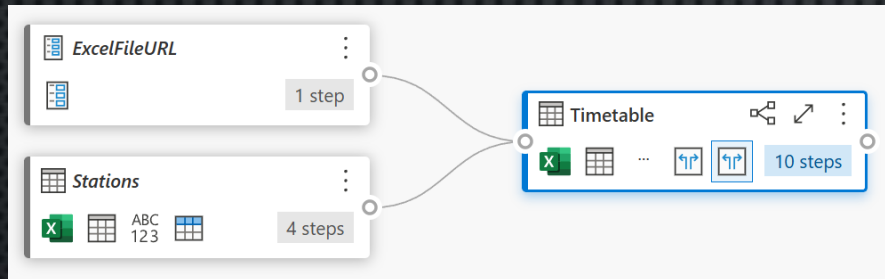 ExcelFileURL
1 step
Timetable
X
...
10 steps
Stations
X
ABC
123
4 steps